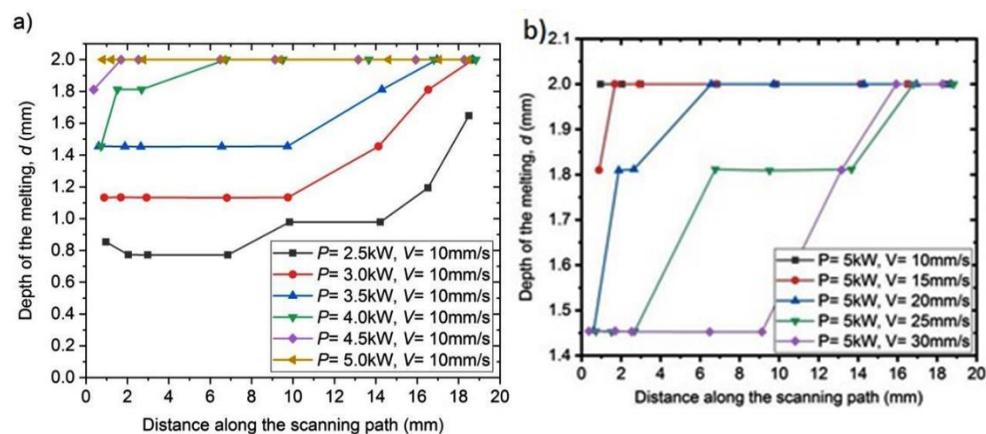 a)
2.0
1.8
1.6
1.4
1.2
1.0
0.8
0.6
0.4
0.2
0.0
Depth of the melting, d (mm)
P= 2.5kW, V= 10mm/s
P= 3.0kW, V= 10mm/s
P= 3.5kW, V= 10mm/s
P= 4.0kW, V= 10mm/s
P= 4.5kW, V= 10mm/s
P= 5.0kW, V= 10mm/s
0 2 4 6 8 10 12 14 16 18 20
Distance along the scanning path (mm)
b)
2.1
2.0
1.9
1.8
1.7
1.6
1.5
1.4
Depth of the melting, d (mm)
P= 5kW, V= 10mm/s
P= 5kW, V= 15mm/s
P= 5kW, V= 20mm/s
P= 5kW, V= 25mm/s
P= 5kW, V= 30mm/s
0 2 4 6 8 10 12 14 16 18 20
Distance along the scanning path (mm)